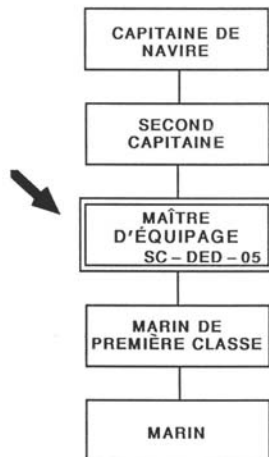 CAPITAINE DE
NAVIRE
SECOND
CAPITAINE
MAÎTRE
D'ÉQUIPAGE
SC – DED – 05
MARIN DE
PREMIÈRE CLASSE
MARIN